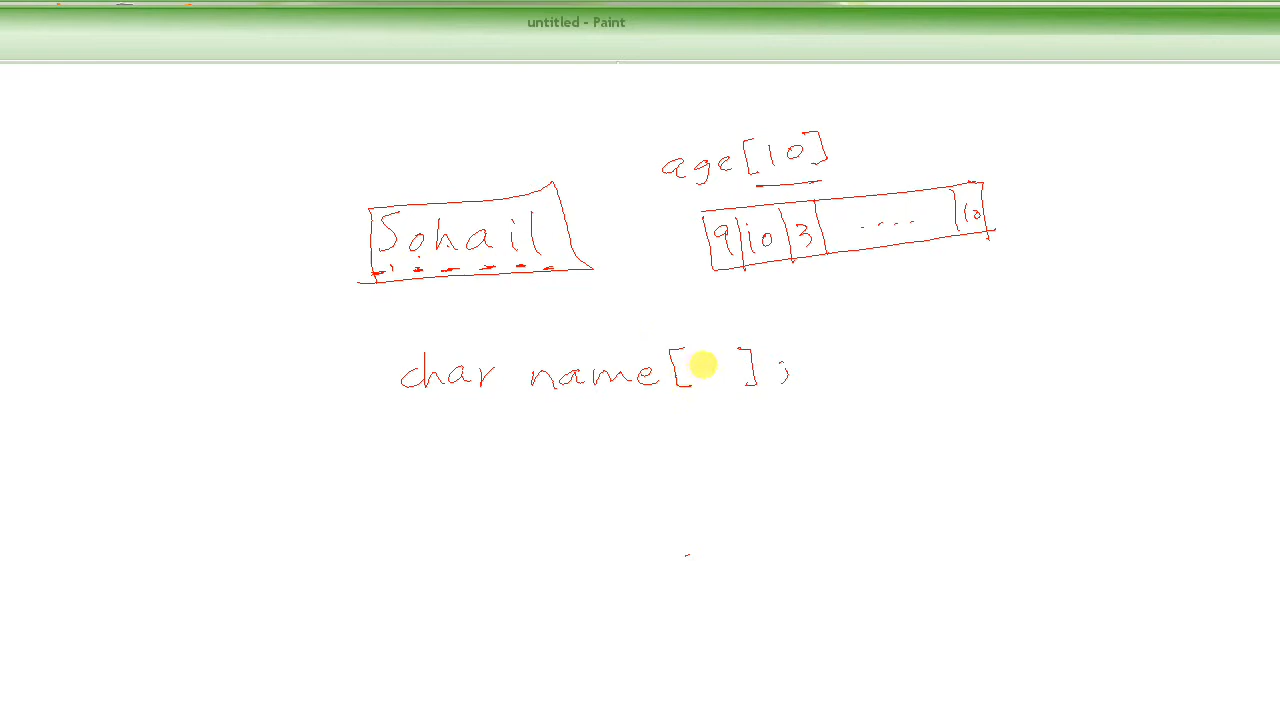 untitled - Paint
age[10]
Sohail
9 10 3 .... 10
char name[ ];